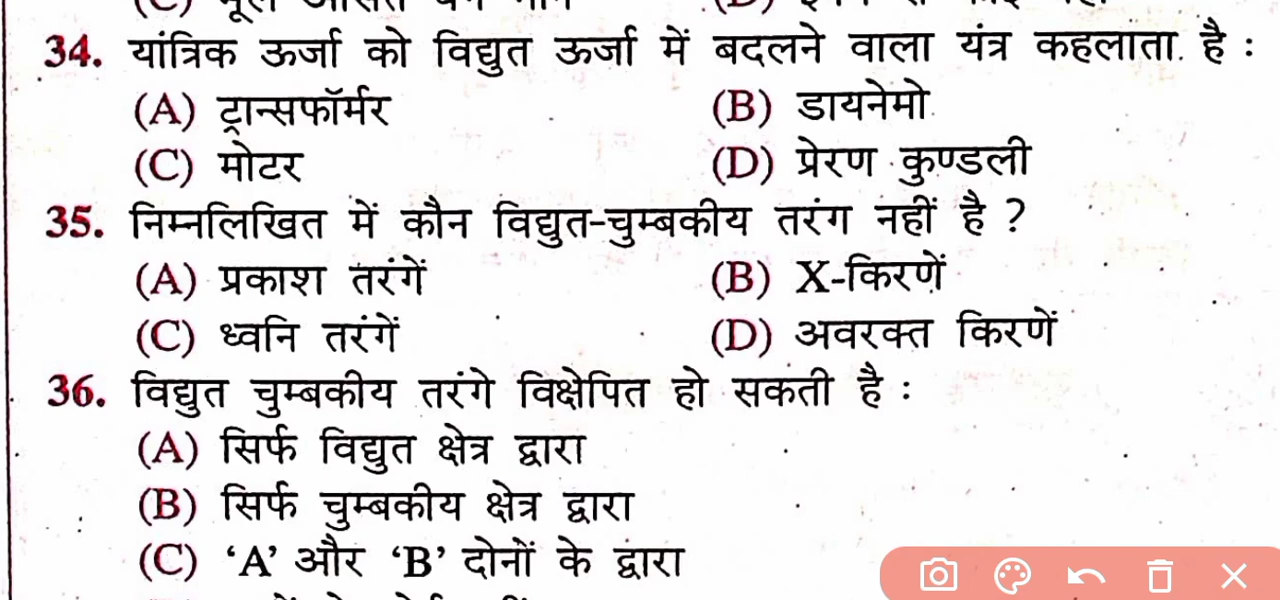 34. यांत्रिक ऊर्जा को विद्युत ऊर्जा में बदलने वाला यंत्र कहलाता है :
(A) ट्रान्सफॉर्मर (B) डायनेमो
(C) मोटर (D) प्रेरण कुण्डली
35. निम्नलिखित में कौन विद्युत-चुम्बकीय तरंग नहीं है ?
(A) प्रकाश तरंगें (B) X-किरणें
(C) ध्वनि तरंगें (D) अवरक्त किरणें
36. विद्युत चुम्बकीय तरंगे विक्षेपित हो सकती है :
(A) सिर्फ विद्युत क्षेत्र द्वारा
(B) सिर्फ चुम्बकीय क्षेत्र द्वारा
(C) ‘A’ और ‘B’ दोनों के द्वारा